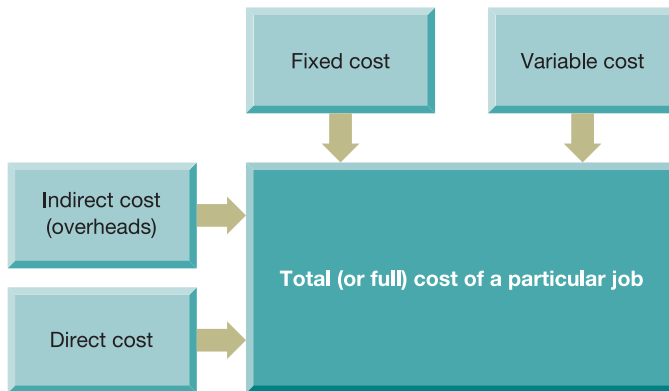 Fixed cost
Variable cost
Indirect cost
(overheads)
Total (or full) cost of a particular job
Direct cost